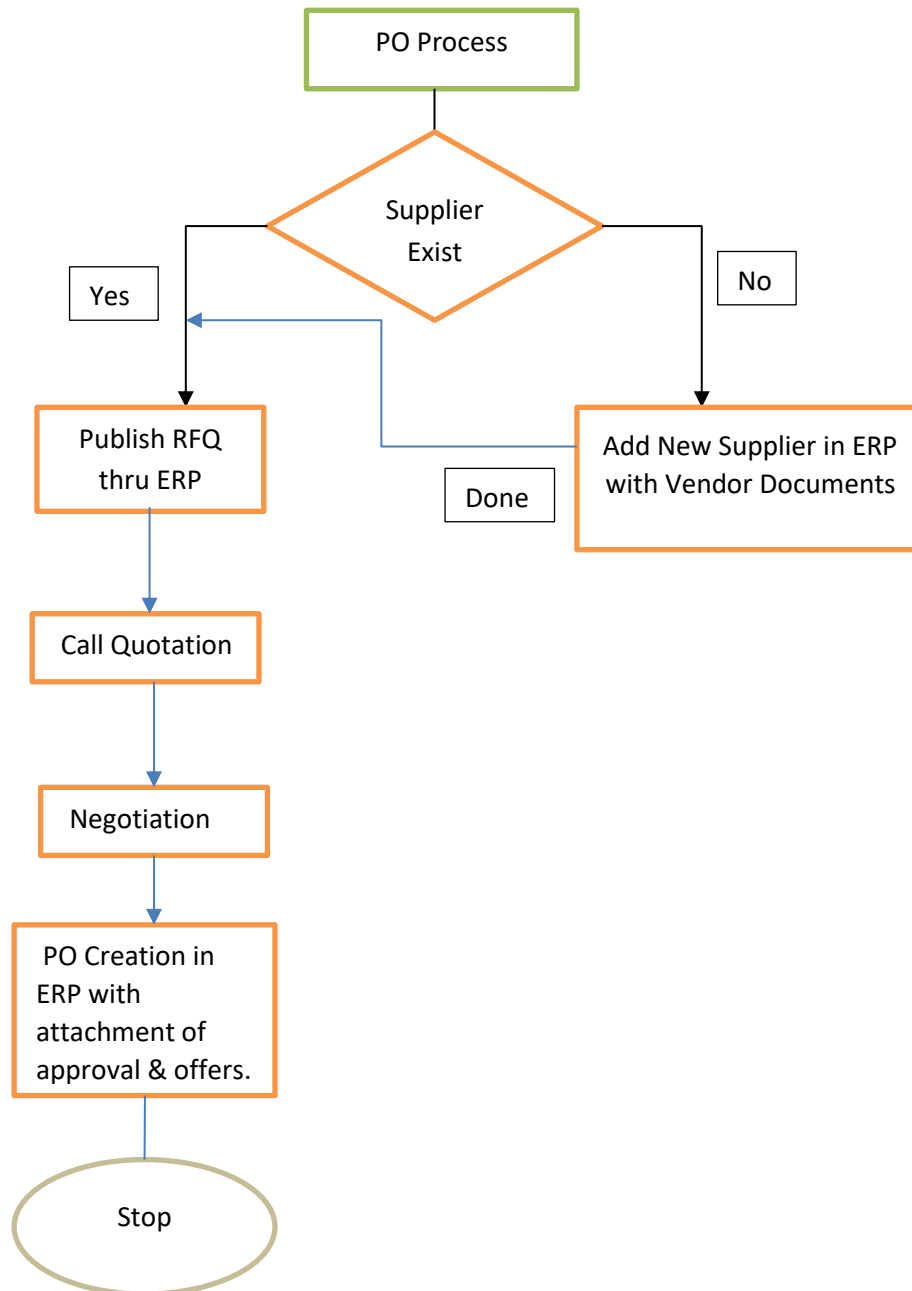 PO Process
Supplier
Exist
Yes
No
Publish RFQ
thru ERP
Add New Supplier in ERP
with Vendor Documents
Done
Call Quotation
Negotiation
PO Creation in
ERP with
attachment of
approval & offers.
Stop